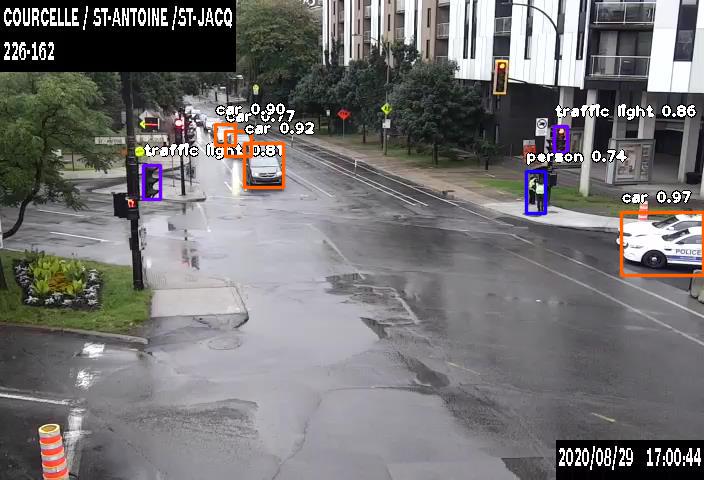 COURCELLE / ST-ANTOINE /ST-JACQ
226-162
car 0.90
car 0.77
car 0.92
traffic light 0.86
traffic light 0.81
person 0.74
car 0.97
POLICE
2020/08/29 17:00:44